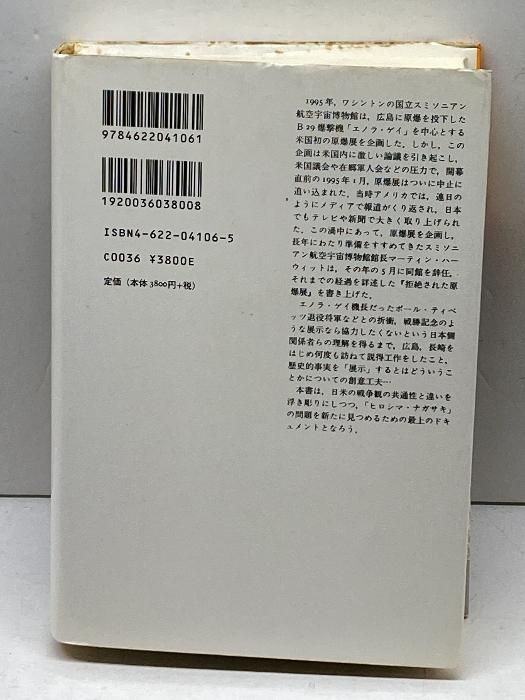 9784622041061
1920036038008
ISBN4-622-04106-5
C0036 ¥3800E
定価（本体3800円+税）
1995年，ワシントンの国立スミソニアン
航空宇宙博物館は，広島に原爆を投下した
B29爆撃機「エノラ・ゲイ」を中心とする
米国初の原爆展を企画した．しかし，この
企画は米国内に激しい論議を引き起こし，
米国議会や在郷軍人会などの圧力で，開幕
直前の1995年1月，原爆展はついに中止に
追い込まれた．当時アメリカでは，連日の
ようにメディアで報道がくり返され，日本
でもテレビや新聞で大きく取り上げられ
た．この渦中にあって，原爆展を企画し，
長年にわたり準備をすすめてきたスミソニ
アン航空宇宙博物館館長マーティン・ハー
ウィットは，その年の5月に同館を辞任．
それまでの経過を詳述した『拒絶された原
爆展』を書き上げた．
エノラ・ゲイ機長だったポール・ティベ
ッツ退役将軍などとの折衝，戦勝記念のよ
うな展示なら協力したくないという日本側
関係者らの理解を得るまで，広島，長崎を
はじめ何度も訪ねて説得工作をしたこと，
歴史的事実を「展示」するとはどういうこ
とかについての創意工夫…
本書は，日米の戦争観の共通性と違いを
浮き彫りにしつつ，「ヒロシマ・ナガサキ」
の問題を新たに見つめるための最上のドキ
ュメントとなろう．